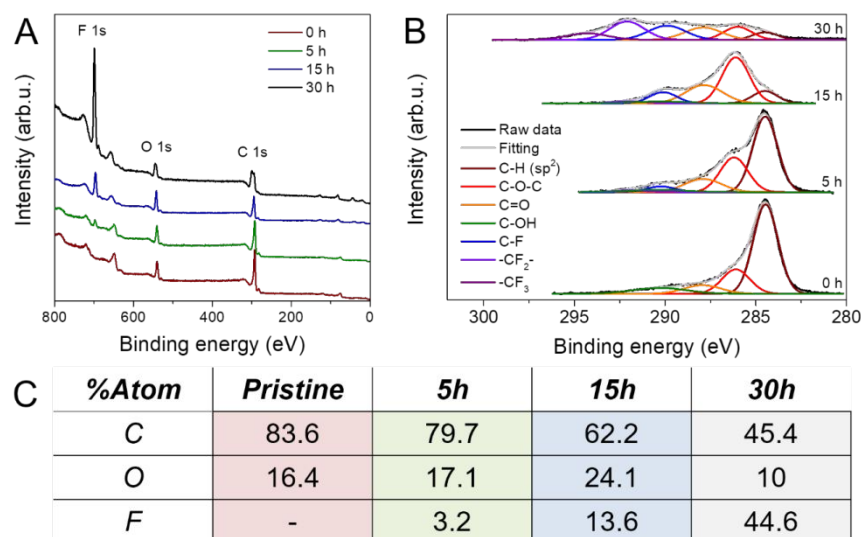 A
F 1s
O 1s
C 1s
0 h
5 h
15 h
30 h
Intensity (arb.u.)
800 600 400 200 0
Binding energy (eV)
B
30 h
15 h
5 h
0 h
Raw data
Fitting
C-H (sp²)
C-O-C
C=O
C-OH
C-F
-CF₂-
-CF₃
Intensity (arb.u.)
300 295 290 285 280
Binding energy (eV)
C
%Atom Pristine 5h 15h 30h
C 83.6 79.7 62.2 45.4
O 16.4 17.1 24.1 10
F - 3.2 13.6 44.6